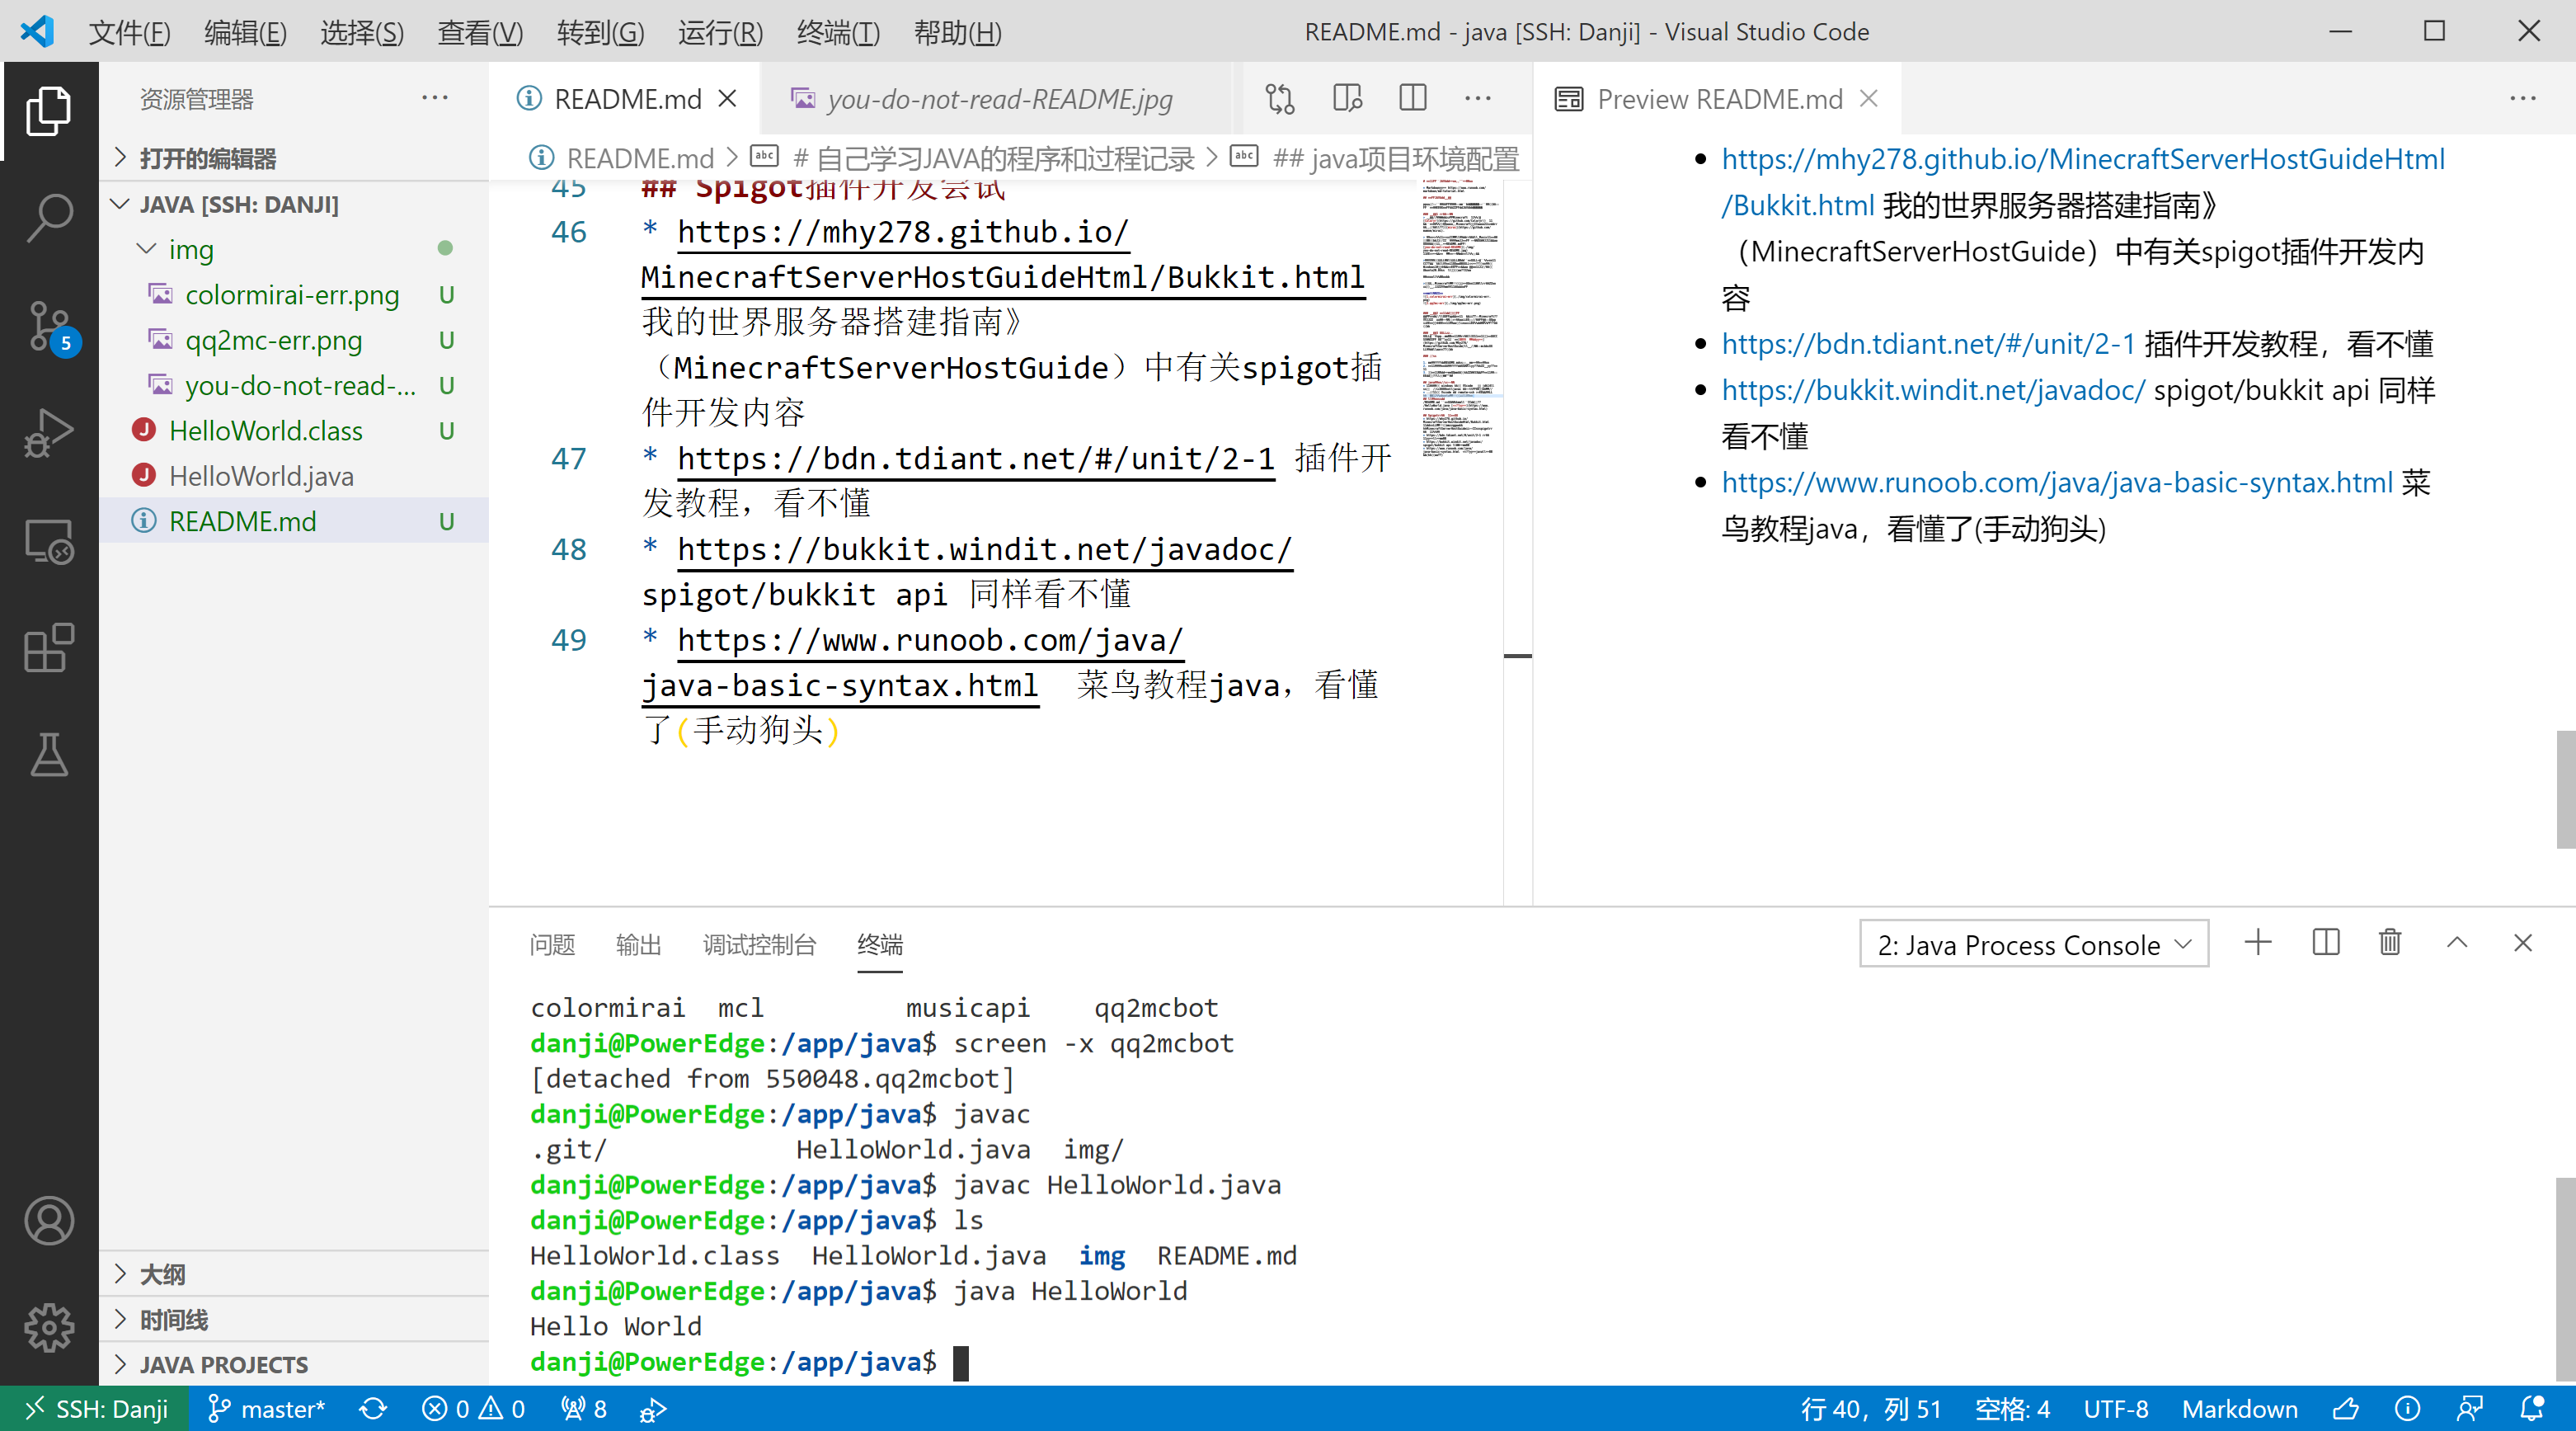 文件(F) 编辑(E) 选择(S) 查看(V) 转到(G) 运行(R) 终端(T) 帮助(H) README.md - java [SSH: Danji] - Visual Studio Code
资源管理器
打开的编辑器
JAVA [SSH: DANJI]
img
colormirai-err.png U
qq2mc-err.png U
you-do-not-read-... U
HelloWorld.class U
HelloWorld.java
README.md U
大纲
时间线
JAVA PROJECTS
5
README.md you-do-not-read-README.jpg
README.md > # 自己学习JAVA的程序和过程记录 > ## java项目环境配置
45 ## Spigot插件开发尝试
46 * https://mhy278.github.io/
MinecraftServerHostGuideHtml/Bukkit.html
我的世界服务器搭建指南》
（MinecraftServerHostGuide）中有关spigot插
件开发内容
47 * https://bdn.tdiant.net/#/unit/2-1 插件开
发教程，看不懂
48 * https://bukkit.windit.net/javadoc/
spigot/bukkit api 同样看不懂
49 * https://www.runoob.com/java/
java-basic-syntax.html 菜鸟教程java，看懂
了(手动狗头)
Preview README.md
• https://mhy278.github.io/MinecraftServerHostGuideHtml
/Bukkit.html 我的世界服务器搭建指南》
（MinecraftServerHostGuide）中有关spigot插件开发内
容
• https://bdn.tdiant.net/#/unit/2-1 插件开发教程，看不懂
• https://bukkit.windit.net/javadoc/ spigot/bukkit api 同样
看不懂
• https://www.runoob.com/java/java-basic-syntax.html 菜
鸟教程java，看懂了(手动狗头)
问题 输出 调试控制台 终端 2: Java Process Console
colormirai mcl musicapi qq2mcbot
danji@PowerEdge:/app/java$ screen -x qq2mcbot
[detached from 550048.qq2mcbot]
danji@PowerEdge:/app/java$ javac
.git/ HelloWorld.java img/
danji@PowerEdge:/app/java$ javac HelloWorld.java
danji@PowerEdge:/app/java$ ls
HelloWorld.class HelloWorld.java img README.md
danji@PowerEdge:/app/java$ java HelloWorld
Hello World
danji@PowerEdge:/app/java$
SSH: Danji master* 0 0 8 行 40，列 51 空格: 4 UTF-8 Markdown